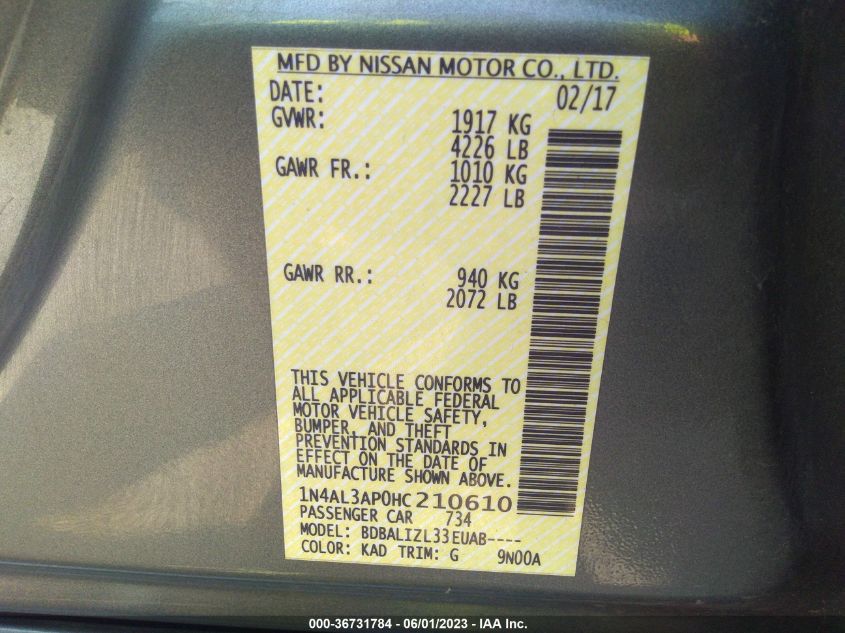 MFD BY NISSAN MOTOR CO., LTD.
DATE: 02/17
GVWR: 1917 KG
4226 LB
GAWR FR.: 1010 KG
2227 LB
GAWR RR.: 940 KG
2072 LB
THIS VEHICLE CONFORMS TO
ALL APPLICABLE FEDERAL
MOTOR VEHICLE SAFETY,
BUMPER, AND THEFT
PREVENTION STANDARDS IN
EFFECT ON THE DATE OF
MANUFACTURE SHOWN ABOVE.
1N4AL3AP0HC210610
PASSENGER CAR 734
MODEL: BDBALIZL33EUAB----
COLOR: KAD TRIM: G 9N00A
000-36731784 - 06/01/2023 - IAA Inc.